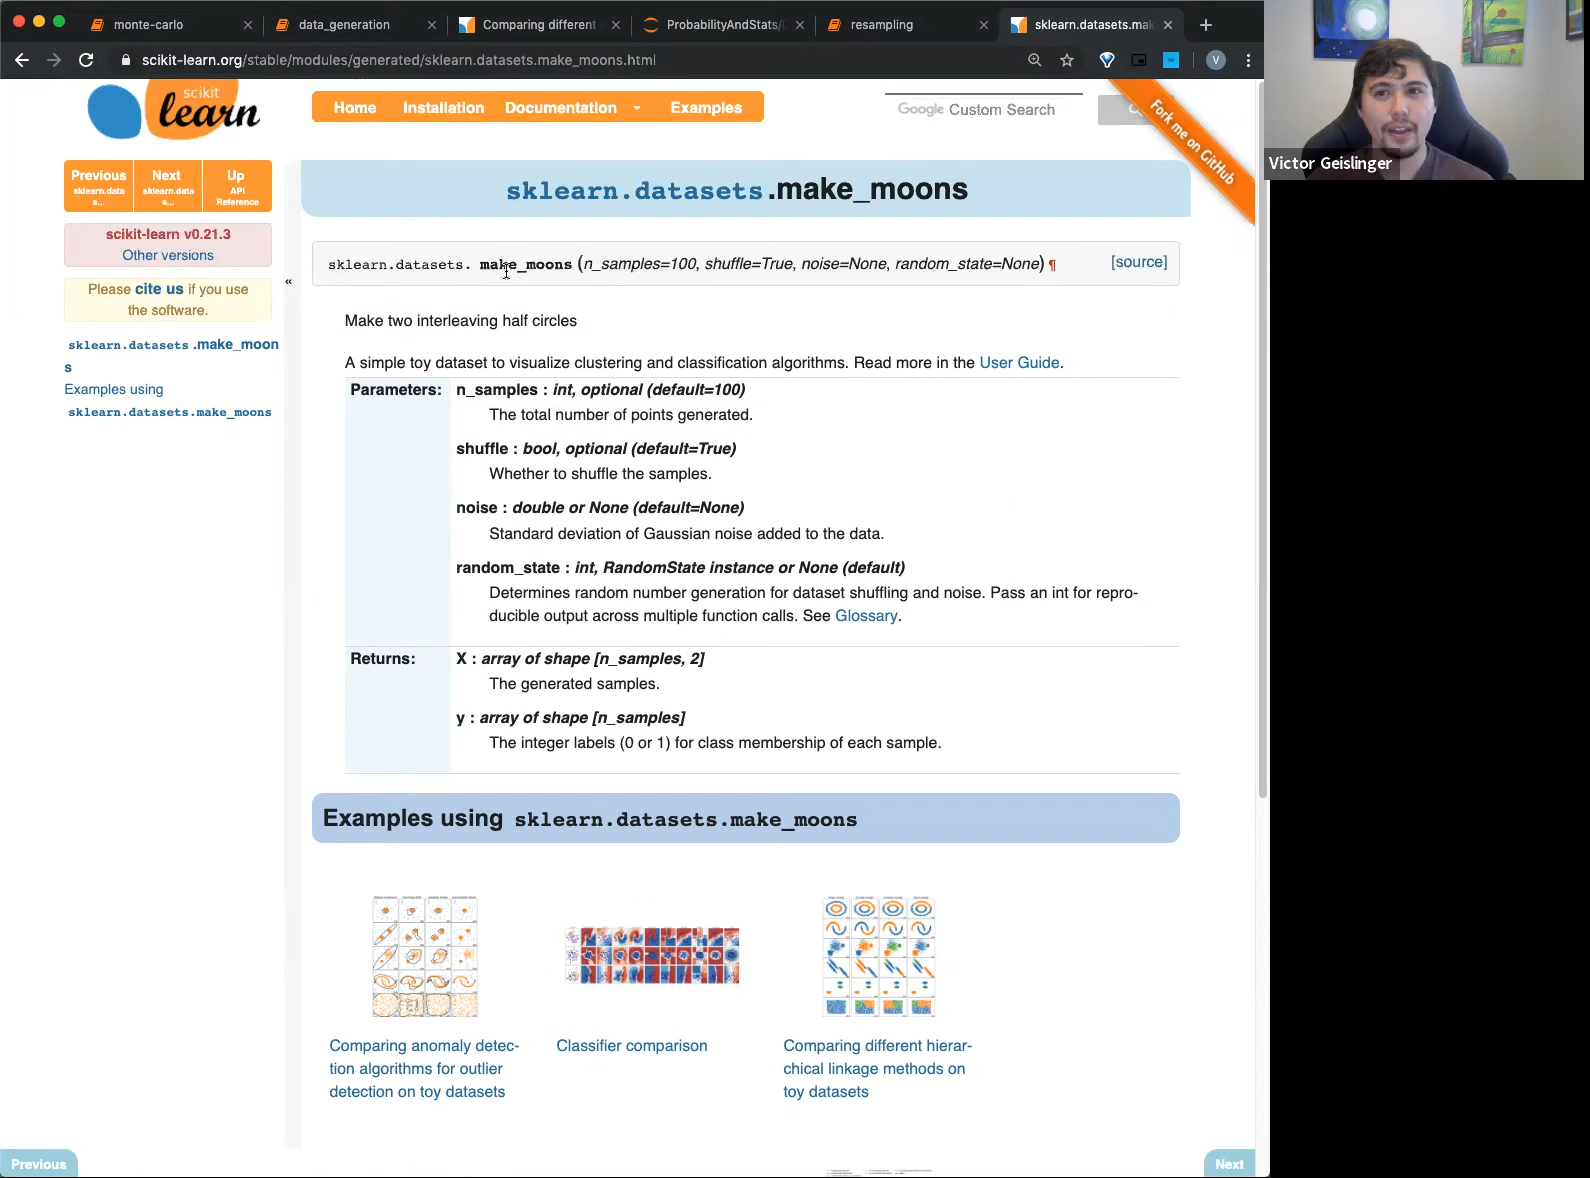 monte-carlo
data_generation
Comparing different
ProbabilityAndStats/
resampling
sklearn.datasets.mak
scikit-learn.org/stable/modules/generated/sklearn.datasets.make_moons.html
V
scikit
learn
Home
Installation
Documentation
Examples
Google Custom Search
Fork me on GitHub
Victor Geislinger
Previous
sklearn.data
s...
Next
sklearn.data
s...
Up
API
Reference
scikit-learn v0.21.3
Other versions
Please cite us if you use
the software.
sklearn.datasets.make_moon
s
Examples using
sklearn.datasets.make_moons
«
sklearn.datasets.make_moons
sklearn.datasets. make_moons (n_samples=100, shuffle=True, noise=None, random_state=None) ¶
[source]
Make two interleaving half circles
A simple toy dataset to visualize clustering and classification algorithms. Read more in the User Guide.
Parameters:
n_samples : int, optional (default=100)
The total number of points generated.
shuffle : bool, optional (default=True)
Whether to shuffle the samples.
noise : double or None (default=None)
Standard deviation of Gaussian noise added to the data.
random_state : int, RandomState instance or None (default)
Determines random number generation for dataset shuffling and noise. Pass an int for repro-
ducible output across multiple function calls. See Glossary.
Returns:
X : array of shape [n_samples, 2]
The generated samples.
y : array of shape [n_samples]
The integer labels (0 or 1) for class membership of each sample.
Examples using sklearn.datasets.make_moons
Comparing anomaly detec-
tion algorithms for outlier
detection on toy datasets
Classifier comparison
Comparing different hierar-
chical linkage methods on
toy datasets
Previous
Next